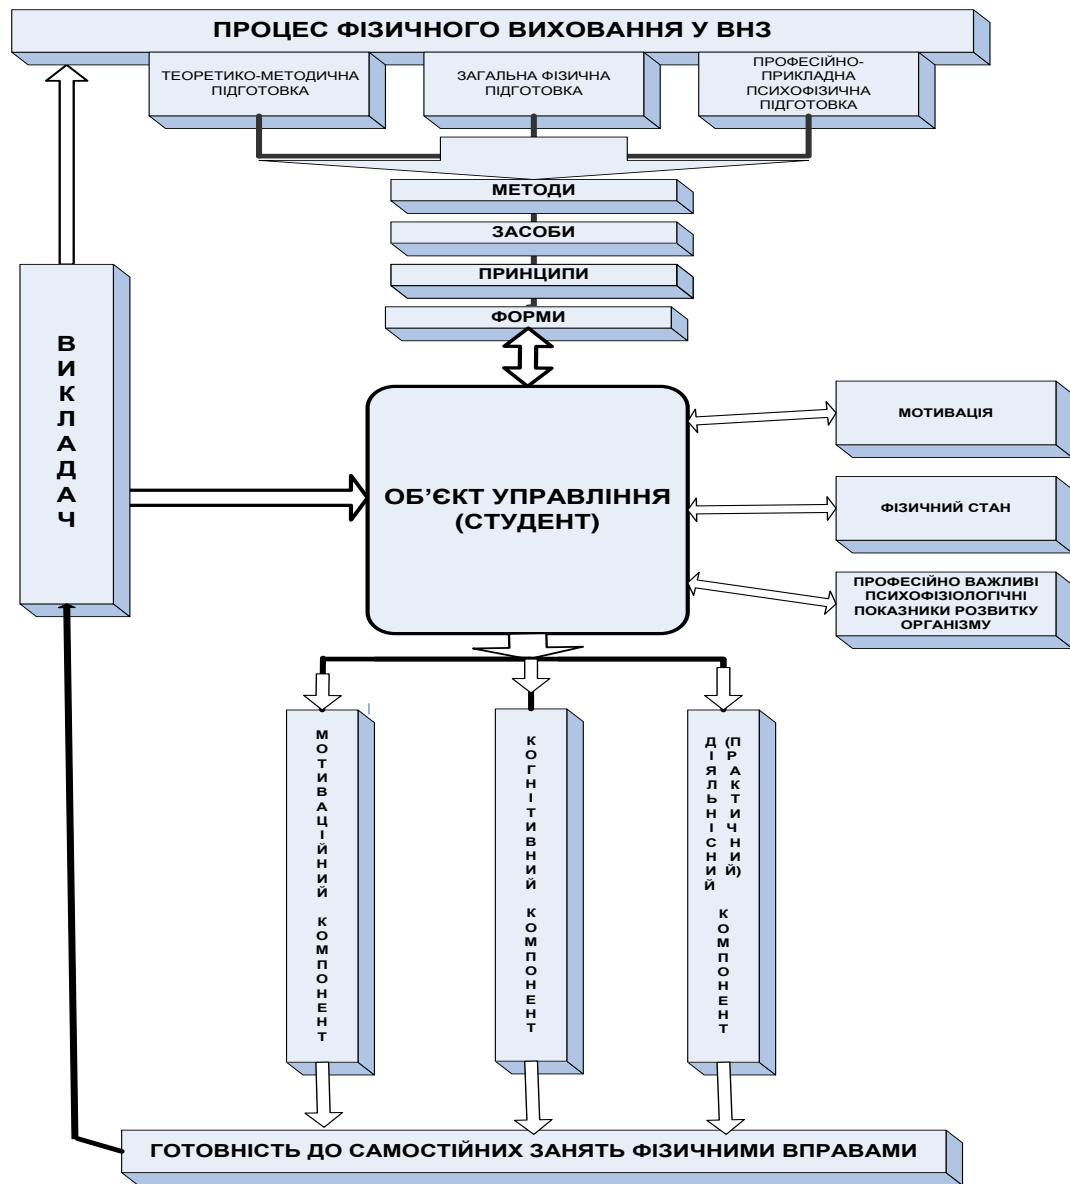 ПРОЦЕС ФІЗИЧНОГО ВИХОВАННЯ У ВНЗ
ТЕОРЕТИКО-МЕТОДИЧНА
ПІДГОТОВКА
ЗАГАЛЬНА ФІЗИЧНА
ПІДГОТОВКА
ПРОФЕСІЙНО-
ПРИКЛАДНА
ПСИХОФІЗИЧНА
ПІДГОТОВКА
МЕТОДИ
ЗАСОБИ
ПРИНЦИПИ
ФОРМИ
ВИКЛАДАЧ
ОБ’ЄКТ УПРАВЛІННЯ
(СТУДЕНТ)
МОТИВАЦІЯ
ФІЗИЧНИЙ СТАН
ПРОФЕСІЙНО ВАЖЛИВІ
ПСИХОФІЗІОЛОГІЧНІ
ПОКАЗНИКИ РОЗВИТКУ
ОРГАНІЗМУ
МОТИВАЦІЙНИЙ КОМПОНЕНТ
КОГНІТИВНИЙ КОМПОНЕНТ
ДІЯЛЬНІСНИЙ
(ПРАКТИЧНИЙ)
КОМПОНЕНТ
ГОТОВНІСТЬ ДО САМОСТІЙНИХ ЗАНЯТЬ ФІЗИЧНИМИ ВПРАВАМИ